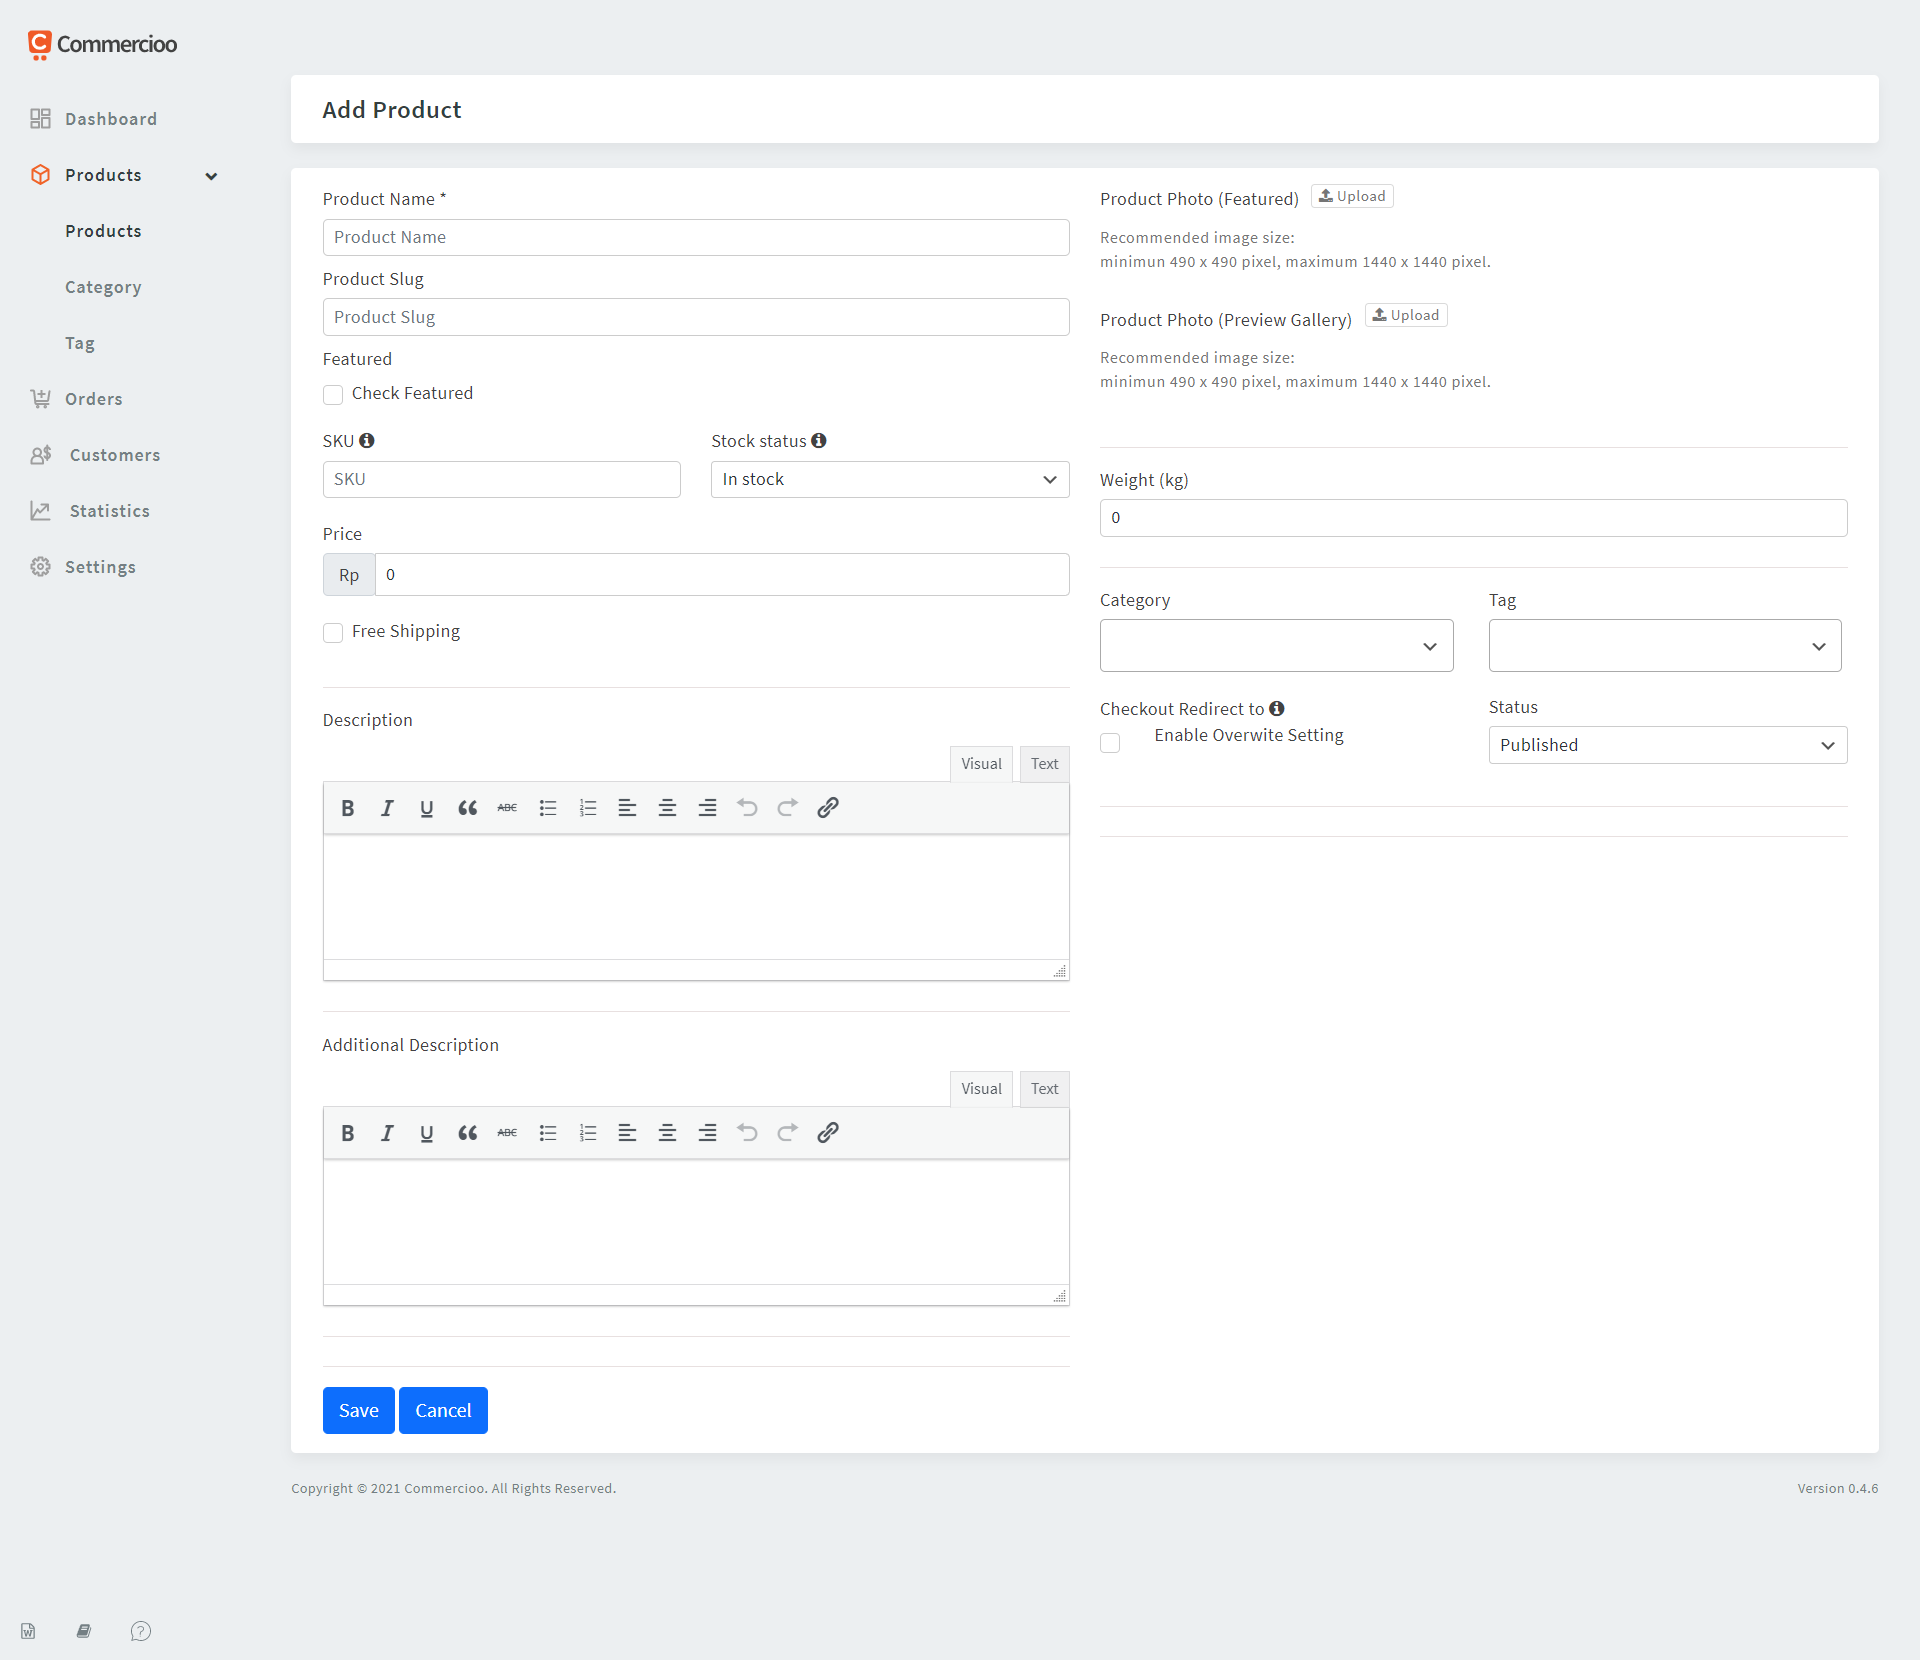 Commercioo
Dashboard
Products
Products
Category
Tag
Orders
Customers
Statistics
Settings
Add Product
Product Name *
Product Name
Product Slug
Product Slug
Featured
Check Featured
SKU
SKU
Stock status
In stock
Price
Rp 0
Free Shipping
Description
Visual Text
B I U ABC
Additional Description
Visual Text
B I U ABC
Save Cancel
Product Photo (Featured) Upload
Recommended image size:
minimun 490 x 490 pixel, maximum 1440 x 1440 pixel.
Product Photo (Preview Gallery) Upload
Recommended image size:
minimun 490 x 490 pixel, maximum 1440 x 1440 pixel.
Weight (kg)
0
Category
Tag
Checkout Redirect to
Enable Overwite Setting
Status
Published
Copyright © 2021 Commercioo. All Rights Reserved.
Version 0.4.6